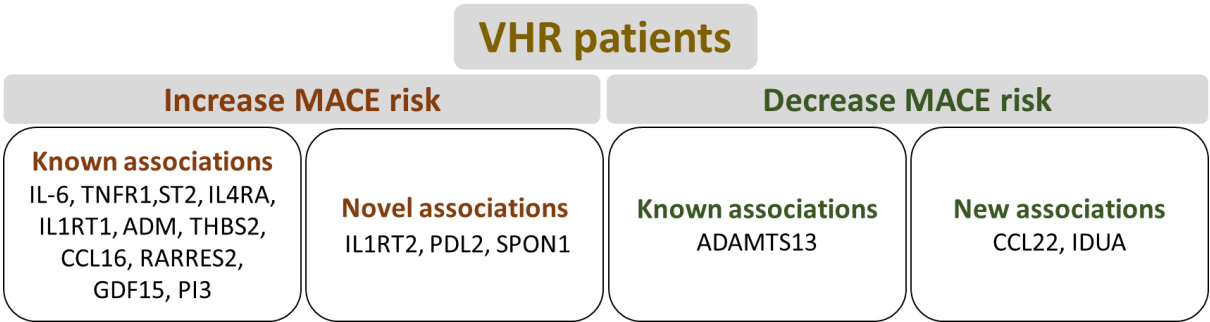 VHR patients
Increase MACE risk
Decrease MACE risk
Known associations
IL-6, TNFR1,ST2, IL4RA,
IL1RT1, ADM, THBS2,
CCL16, RARRES2,
GDF15, PI3
Novel associations
IL1RT2, PDL2, SPON1
Known associations
ADAMTS13
New associations
CCL22, IDUA